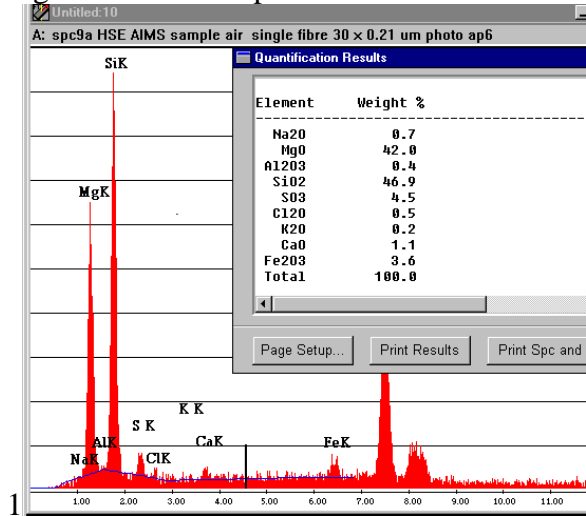 Untitled:10
A: spc9a HSE AIMS sample air single fibre 30 x 0.21 um photo ap6
Quantification Results
Element Weight %
Na2O 0.7
MgO 42.0
Al2O3 0.4
SiO2 46.9
SO3 4.5
Cl2O 0.5
K2O 0.2
CaO 1.1
Fe2O3 3.6
Total 100.0
Page Setup... Print Results Print Spc and
SiK
MgK
K K
S K
AlK CaK FeK
NaK ClK
1.00 2.00 3.00 4.00 5.00 6.00 7.00 8.00 9.00 10.00 11.00
1